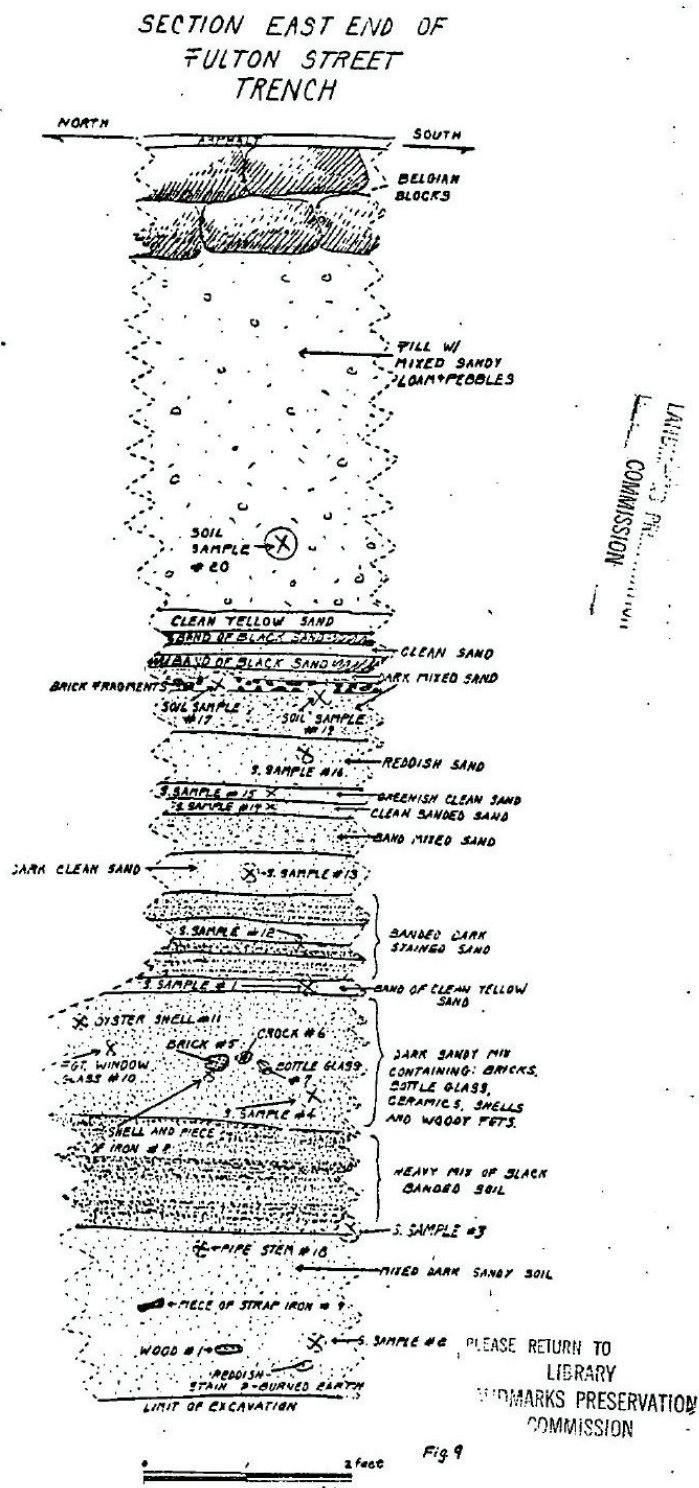 SECTION EAST END OF
FULTON STREET
TRENCH
NORTH
SOUTH
ASPHALT
BELGIAN
BLOCKS
FILL W/
MIXED SANDY
LOAM+PEBBLES
COMMISSION
SOIL
SAMPLE
#20
CLEAN YELLOW SAND
BAND OF BLACK SAND
CLEAN SAND
BAND OF BLACK SAND
DARK MIXED SAND
BRICK FRAGMENTS
SOIL SAMPLE
#17
SOIL SAMPLE
#19
REDDISH SAND
S. SAMPLE #16
S. SAMPLE #15
GREENISH CLEAN SAND
S. SAMPLE #14
CLEAN BANDED SAND
BAND MIXED SAND
DARK CLEAN SAND
S. SAMPLE #13
S. SAMPLE #12
BANDED DARK
STAINED SAND
S. SAMPLE #1
BAND OF CLEAN YELLOW
SAND
OYSTER SHELL #11
BRICK #5
CROCK #6
WINDOW
GLASS #10
BOTTLE GLASS
#7
S. SAMPLE #4
DARK SANDY MIX
CONTAINING: BRICKS,
BOTTLE GLASS,
CERAMICS, SHELLS
AND WOODY
SHELL AND PIECE
OF IRON #8
HEAVY MIX OF BLACK
BANDED SOIL
S. SAMPLE #3
PIPE STEM #18
MIXED DARK SANDY SOIL
PIECE OF STRAP IRON #9
WOOD #1
S. SAMPLE #2
REDDISH
STAIN ?-BURNED EARTH
LIMIT OF EXCAVATION
PLEASE RETURN TO
LIBRARY
NDMARKS PRESERVATION
COMMISSION
0 1 2 feet
Fig 9